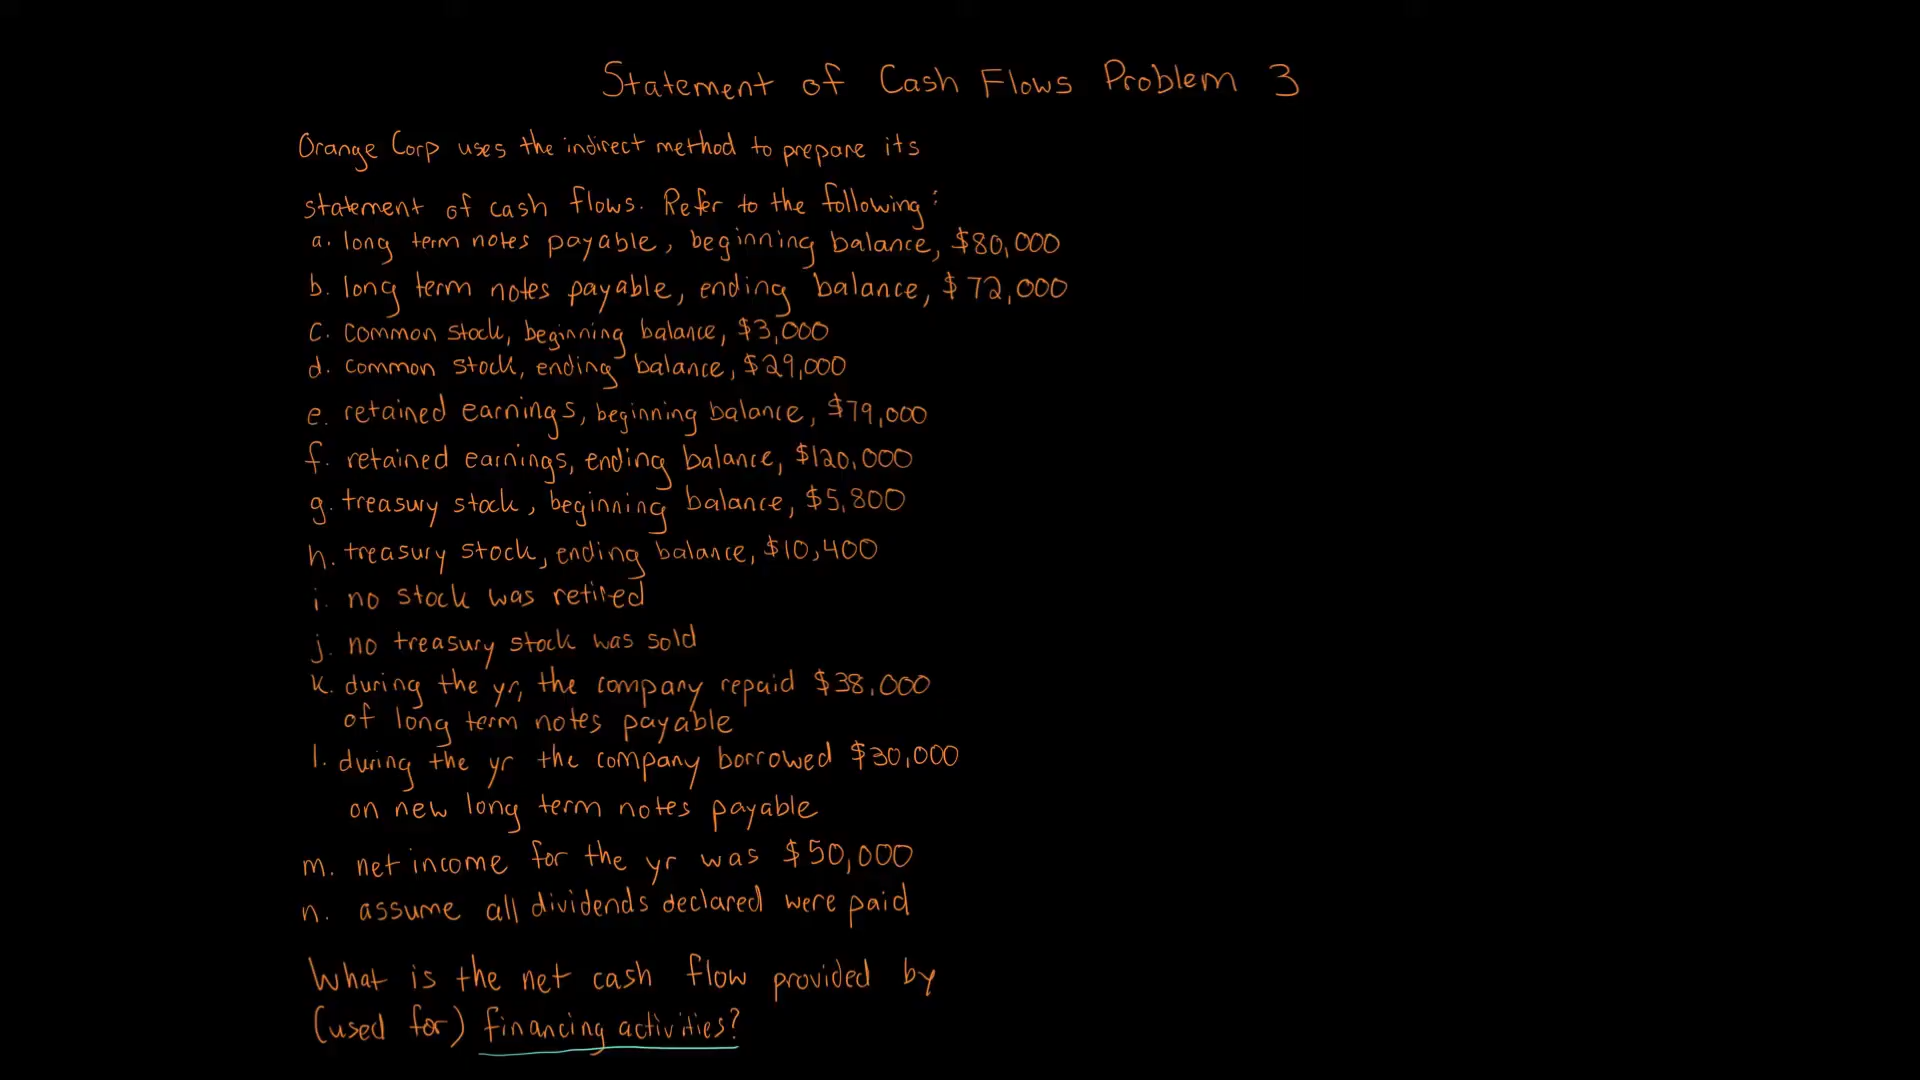 Statement of Cash Flows Problem 3
Orange Corp uses the indirect method to prepare its
statement of cash flows. Refer to the following:
a. long term notes payable, beginning balance, $80,000
b. long term notes payable, ending balance, $72,000
c. common stock, beginning balance, $3,000
d. common stock, ending balance, $29,000
e. retained earnings, beginning balance, $79,000
f. retained earnings, ending balance, $120,000
g. treasury stock, beginning balance, $5,800
h. treasury stock, ending balance, $10,400
i. no stock was retired
j. no treasury stock was sold
k. during the yr, the company repaid $38,000
of long term notes payable
l. during the yr the company borrowed $30,000
on new long term notes payable
m. net income for the yr was $50,000
n. assume all dividends declared were paid
What is the net cash flow provided by
(used for) financing activities?